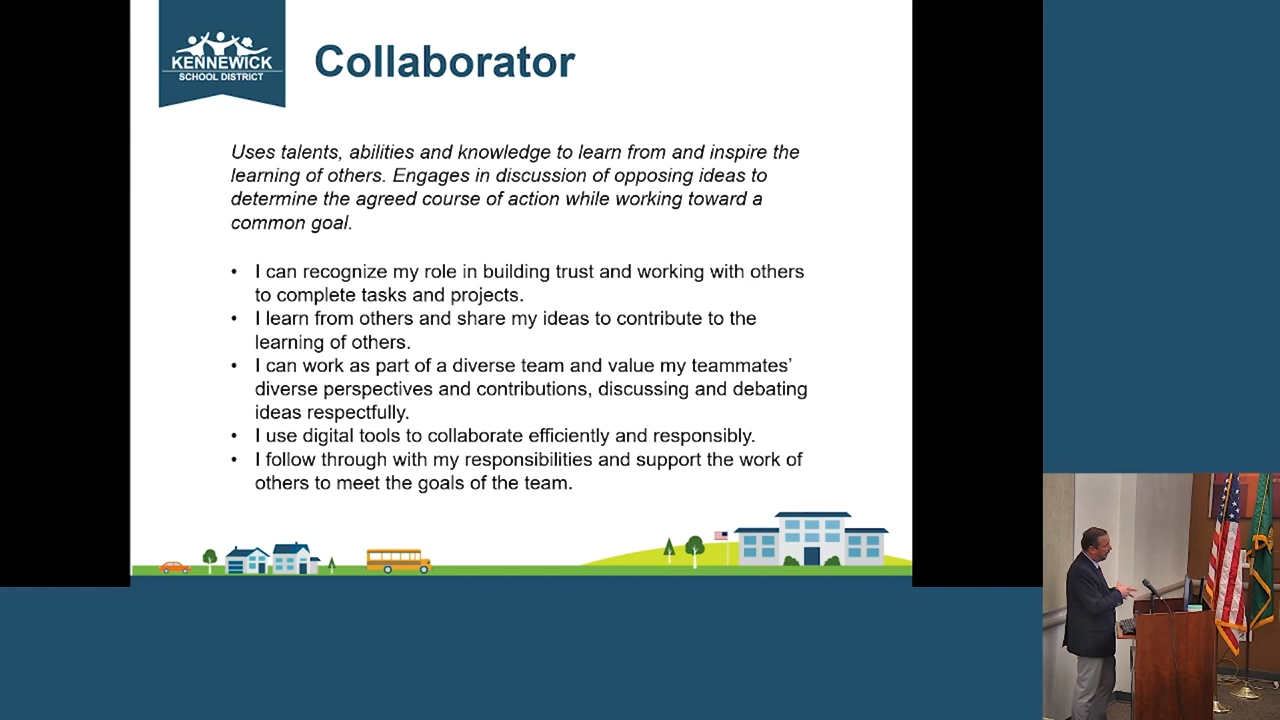 KENNEWICK
SCHOOL DISTRICT
Collaborator
Uses talents, abilities and knowledge to learn from and inspire the
learning of others. Engages in discussion of opposing ideas to
determine the agreed course of action while working toward a
common goal.
• I can recognize my role in building trust and working with others
to complete tasks and projects.
• I learn from others and share my ideas to contribute to the
learning of others.
• I can work as part of a diverse team and value my teammates’
diverse perspectives and contributions, discussing and debating
ideas respectfully.
• I use digital tools to collaborate efficiently and responsibly.
• I follow through with my responsibilities and support the work of
others to meet the goals of the team.